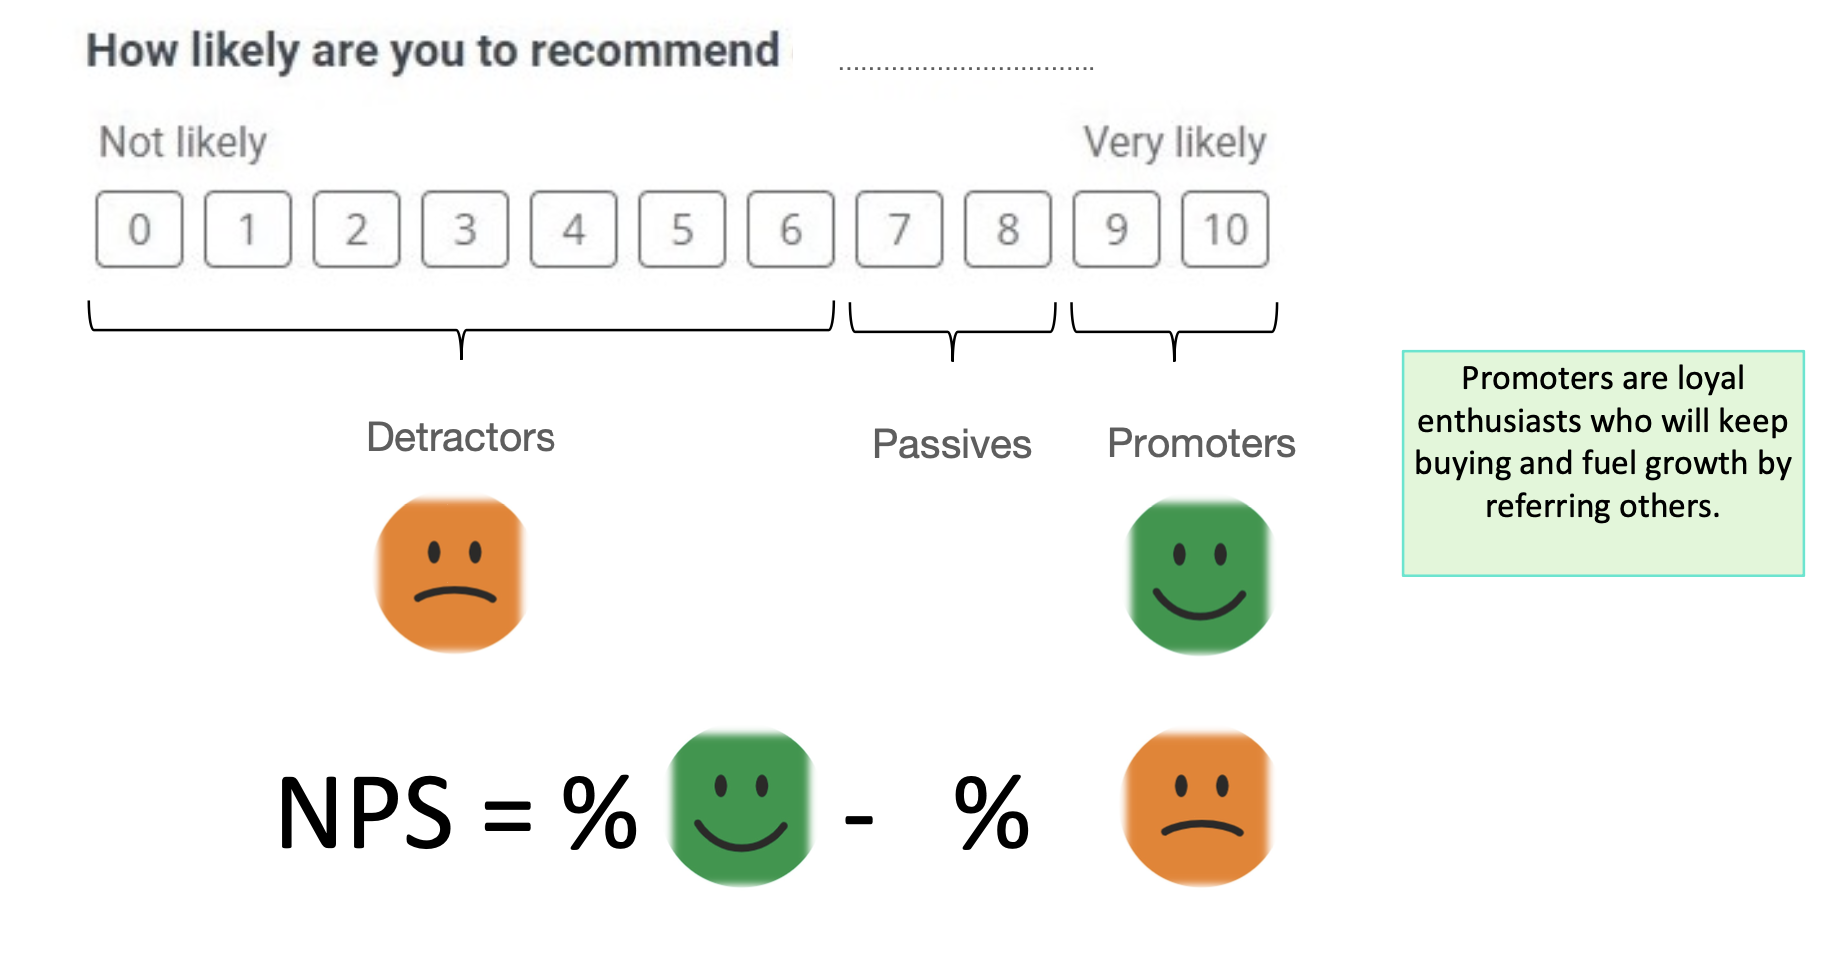 How likely are you to recommend ..................................
Not likely Very likely
0 1 2 3 4 5 6 7 8 9 10
Detractors Passives Promoters
Promoters are loyal
enthusiasts who will keep
buying and fuel growth by
referring others.
NPS = % - %